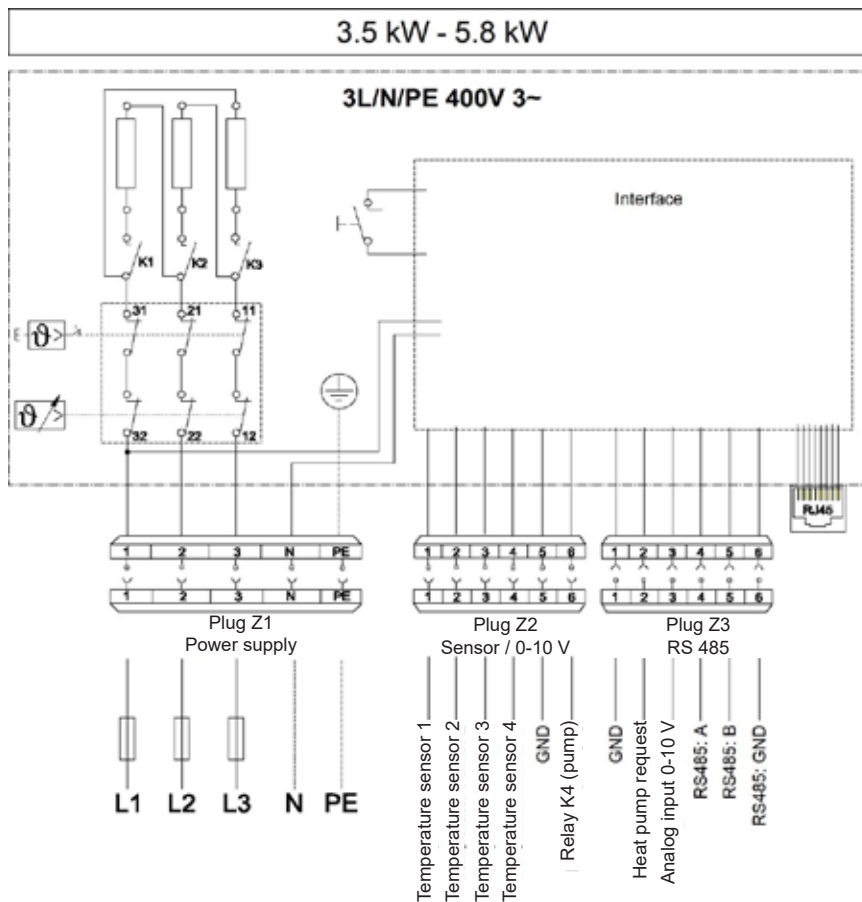 3.5 kW - 5.8 kW
3L/N/PE 400V 3~
Interface
K1 K2 K3
31 21 11
ϑ
ϑ
32 22 12
RJ45
1 2 3 N PE
1 2 3 4 5 6
1 2 3 4 5 6
1 2 3 N PE
1 2 3 4 5 6
1 2 3 4 5 6
Plug Z1
Power supply
Plug Z2
Sensor / 0-10 V
Plug Z3
RS 485
L1 L2 L3 N PE
Temperature sensor 1
Temperature sensor 2
Temperature sensor 3
Temperature sensor 4
GND
Relay K4 (pump)
GND
Heat pump request
Analog input 0-10 V
RS485: A
RS485: B
RS485: GND